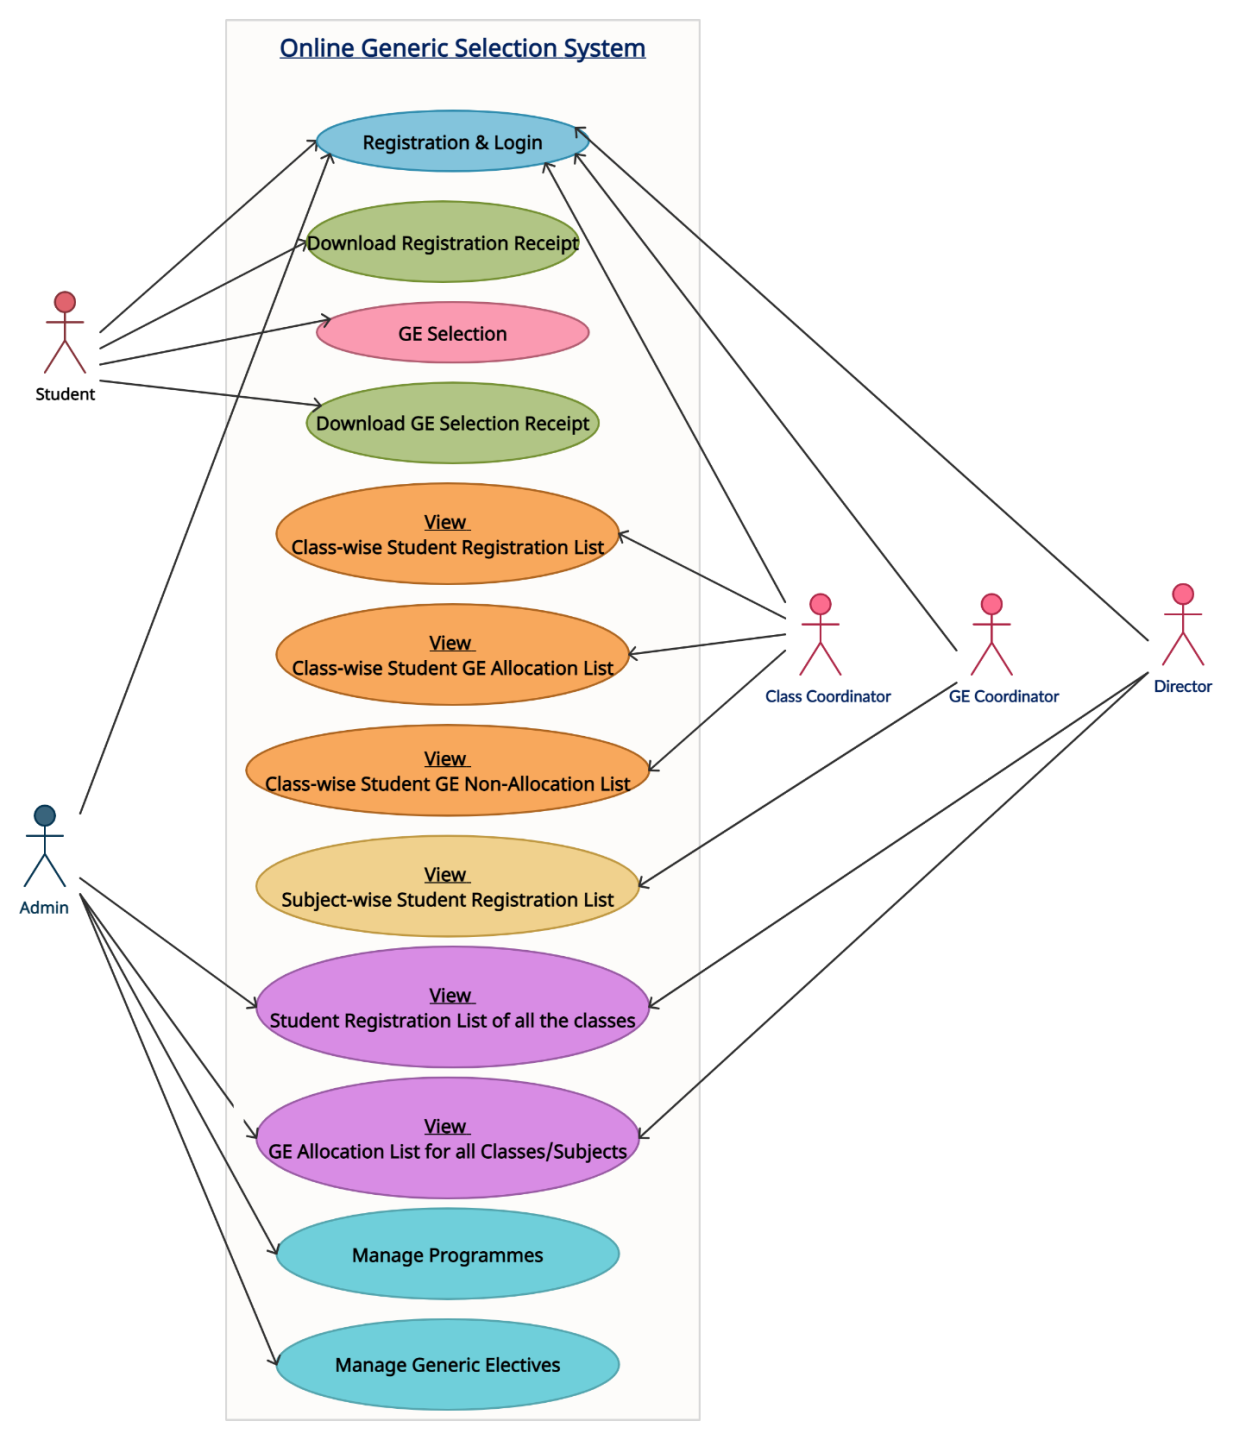 Online Generic Selection System
Registration & Login
Download Registration Receipt
GE Selection
Student
Download GE Selection Receipt
View
Class-wise Student Registration List
View
Class-wise Student GE Allocation List
Class Coordinator
GE Coordinator
Director
View
Class-wise Student GE Non-Allocation List
View
Subject-wise Student Registration List
Admin
View
Student Registration List of all the classes
View
GE Allocation List for all Classes/Subjects
Manage Programmes
Manage Generic Electives